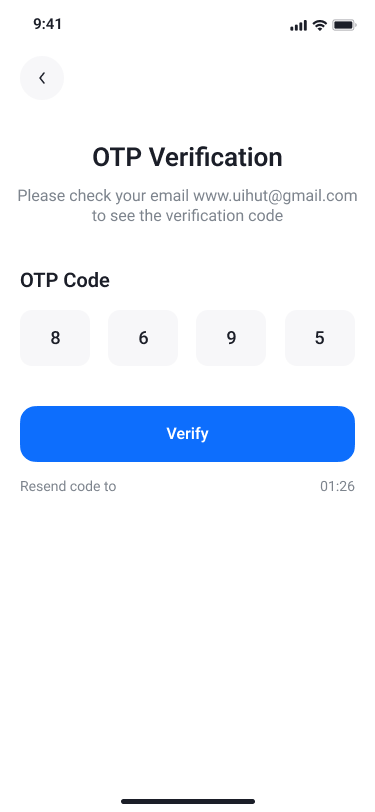 9:41
OTP Verification
Please check your email www.uihut@gmail.com
to see the verification code
OTP Code
8 6 9 5
Verify
Resend code to 01:26